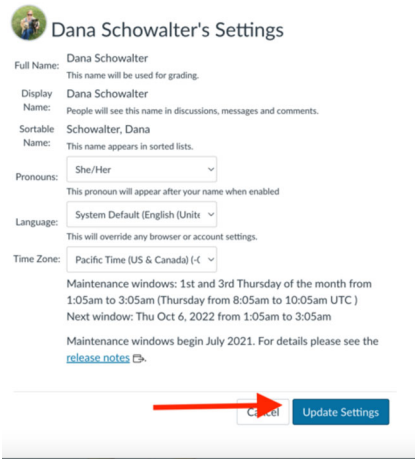 Dana Schowalter's Settings
Full Name: Dana Schowalter
This name will be used for grading.
Display Name: Dana Schowalter
People will see this name in discussions, messages and comments.
Sortable Name: Schowalter, Dana
This name appears in sorted lists.
Pronouns: She/Her
This pronoun will appear after your name when enabled
Language: System Default (English (Unite
This will override any browser or account settings.
Time Zone: Pacific Time (US & Canada) (-0
Maintenance windows: 1st and 3rd Thursday of the month from
1:05am to 3:05am (Thursday from 8:05am to 10:05am UTC )
Next window: Thu Oct 6, 2022 from 1:05am to 3:05am
Maintenance windows begin July 2021. For details please see the
release notes
Cancel Update Settings